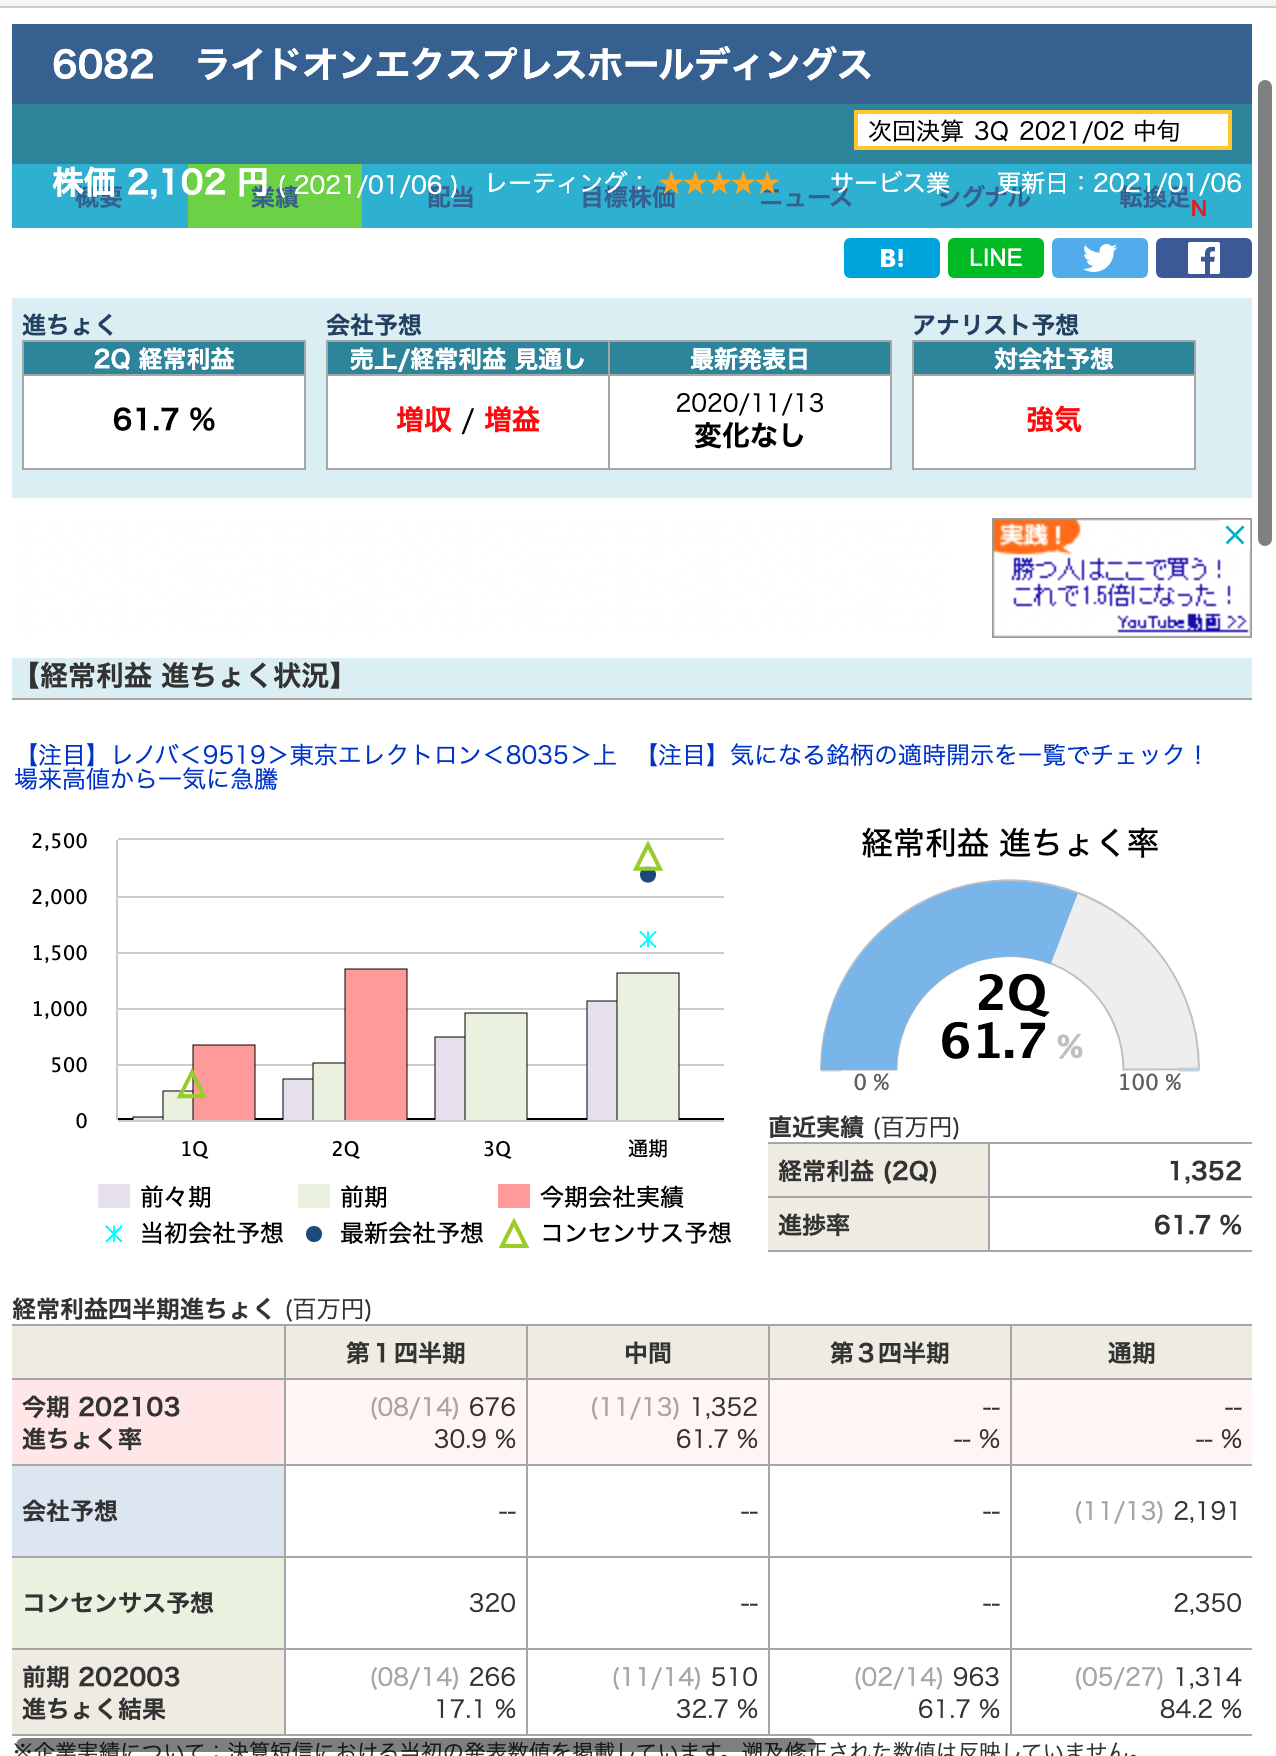 6082　ライドオンエクスプレスホールディングス
次回決算 3Q 2021/02 中旬
株価 2,102 円 ( 2021/01/06 )　レーティング： ★★★★★　サービス業　更新日：2021/01/06
概要　業績　配当　目標株価　ニュース　シグナル　転換足 N
B! LINE
進ちょく　会社予想　アナリスト予想
2Q 経常利益　売上/経常利益 見通し　最新発表日　対会社予想
61.7 %　増収 / 増益　2020/11/13　強気
変化なし
実践！
勝つ人はここで買う！
これで1.5倍になった！
YouTube動画 >>
【経常利益 進ちょく状況】
【注目】レノバ＜9519＞東京エレクトロン＜8035＞上
場来高値から一気に急騰
【注目】気になる銘柄の適時開示を一覧でチェック！
2,500
2,000
1,500
1,000
500
0
1Q 2Q 3Q 通期
前々期　前期　今期会社実績
当初会社予想　最新会社予想　コンセンサス予想
経常利益 進ちょく率
2Q
61.7 %
0 %　100 %
直近実績 (百万円)
経常利益 (2Q)　1,352
進捗率　61.7 %
経常利益四半期進ちょく (百万円)
第１四半期　中間　第３四半期　通期
今期 202103　(08/14) 676　(11/13) 1,352　--　--
進ちょく率　30.9 %　61.7 %　-- %　-- %
会社予想　--　--　--　(11/13) 2,191
コンセンサス予想　320　--　--　2,350
前期 202003　(08/14) 266　(11/14) 510　(02/14) 963　(05/27) 1,314
進ちょく結果　17.1 %　32.7 %　61.7 %　84.2 %
※企業実績について：決算短信における当初の発表数値を掲載しています。遡及修正された数値は反映していません。